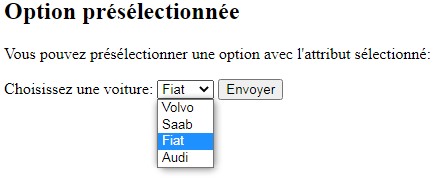 Option présélectionnée
Vous pouvez présélectionner une option avec l'attribut sélectionné:
Choisissez une voiture: Fiat Envoyer
Volvo
Saab
Fiat
Audi